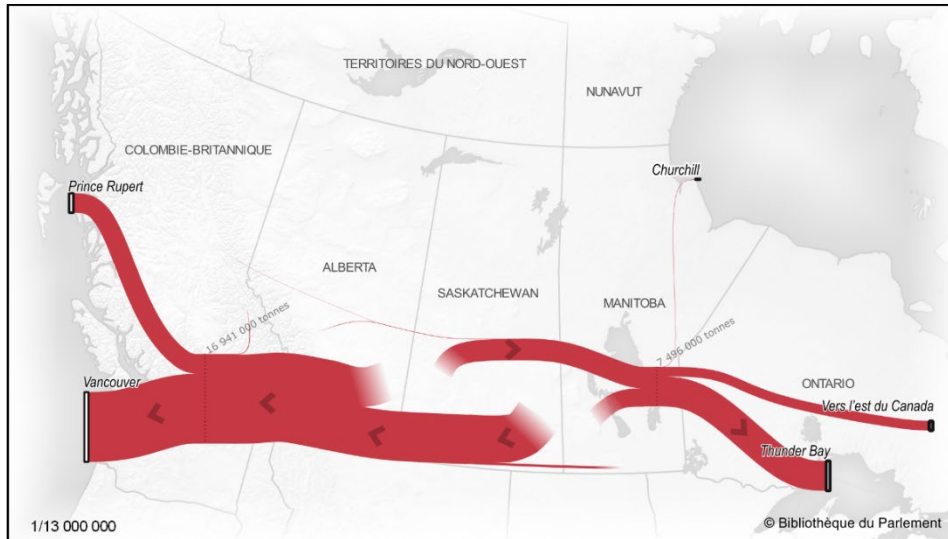 TERRITOIRES DU NORD-OUEST
NUNAVUT
COLOMBIE-BRITANNIQUE
Churchill
Prince Rupert
ALBERTA
SASKATCHEWAN
MANITOBA
16 941 000 tonnes
7 496 000 tonnes
Vancouver
ONTARIO
Vers l'est du Canada
Thunder Bay
1/13 000 000
© Bibliothèque du Parlement